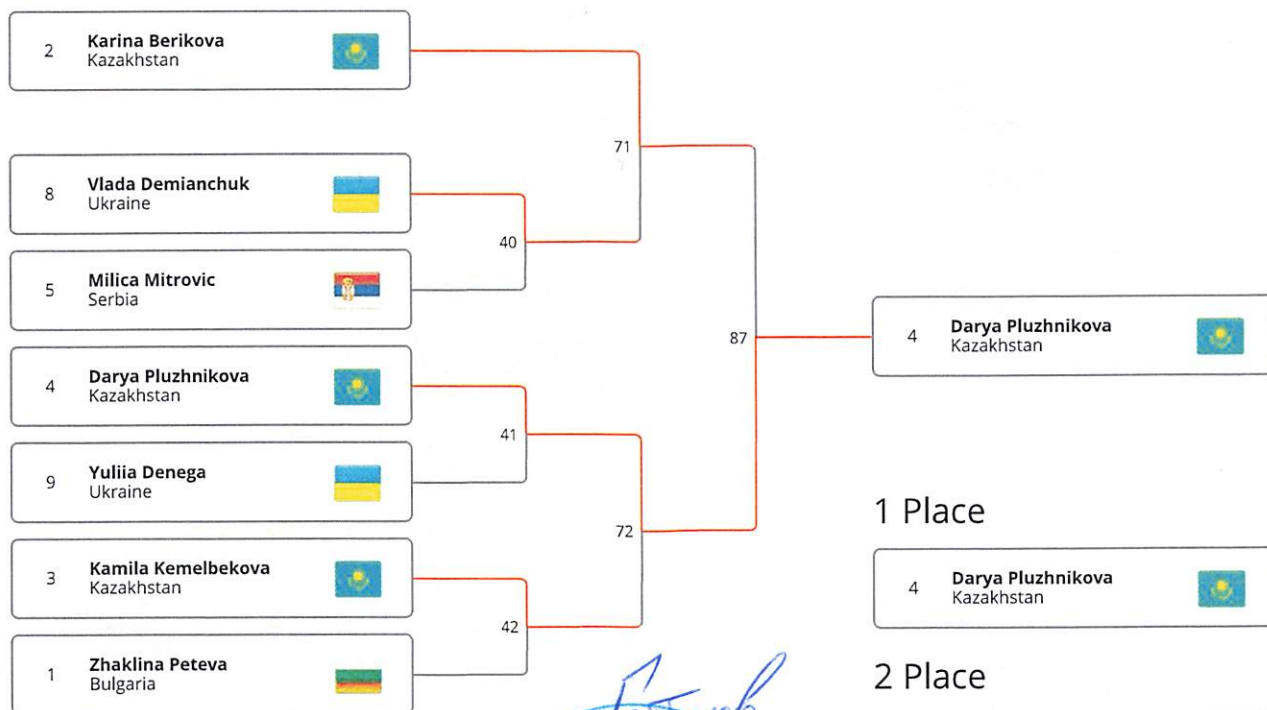 2 Karina Berikova
Kazakhstan
71
8 Vlada Demianchuk
Ukraine
40
5 Milica Mitrovic
Serbia
87
4 Darya Pluzhnikova
Kazakhstan
4 Darya Pluzhnikova
Kazakhstan
41
9 Yuliia Denega
Ukraine
1 Place
72
3 Kamila Kemelbekova
Kazakhstan
4 Darya Pluzhnikova
Kazakhstan
42
1 Zhaklina Peteva
Bulgaria
2 Place